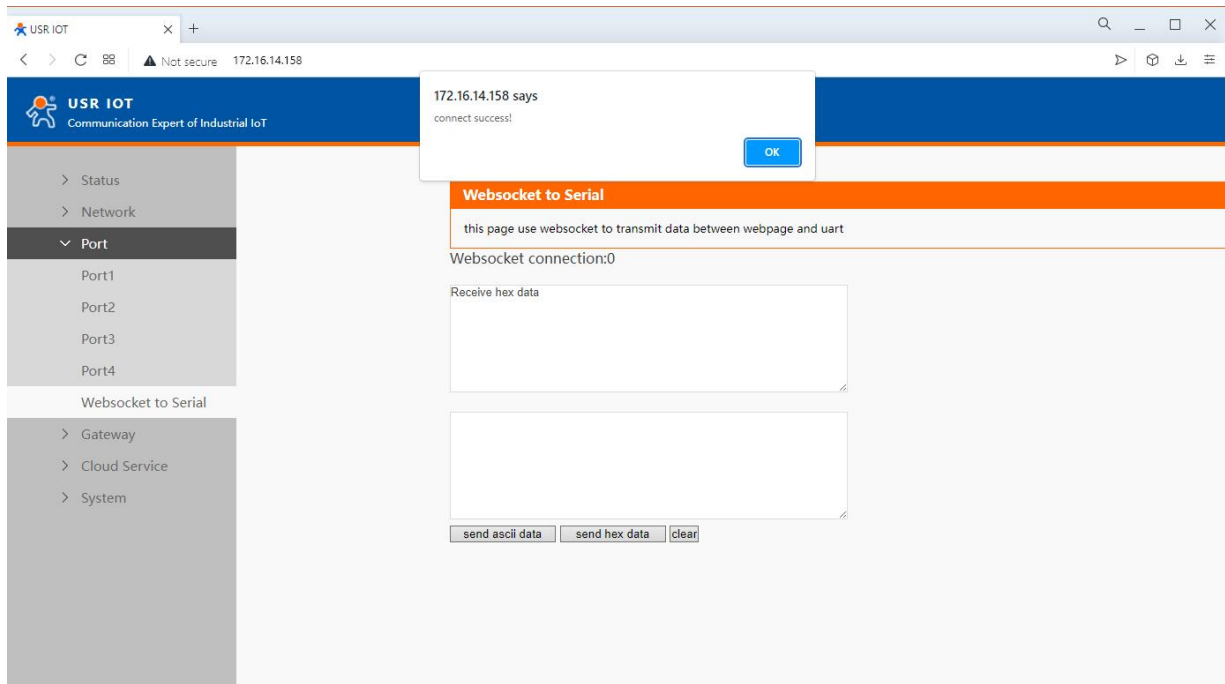 USR IOT
Not secure 172.16.14.158
USR IOT
Communication Expert of Industrial IoT
172.16.14.158 says
connect success!
OK
Status
Network
Port
Port1
Port2
Port3
Port4
Websocket to Serial
Gateway
Cloud Service
System
Websocket to Serial
this page use websocket to transmit data between webpage and uart
Websocket connection:0
Receive hex data
send ascii data send hex data clear